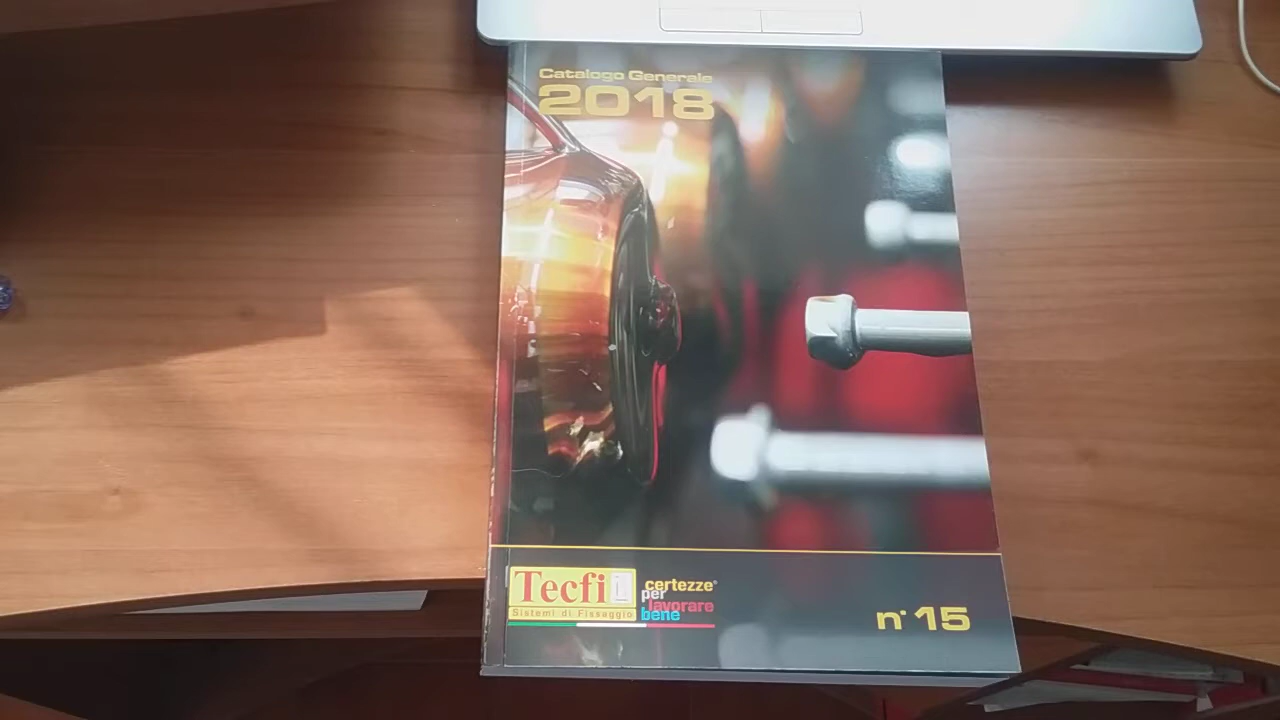 Catalogo Generale
2018
Tecfi
Sistemi di Fissaggio
certezze®
per
lavorare
bene
n° 15